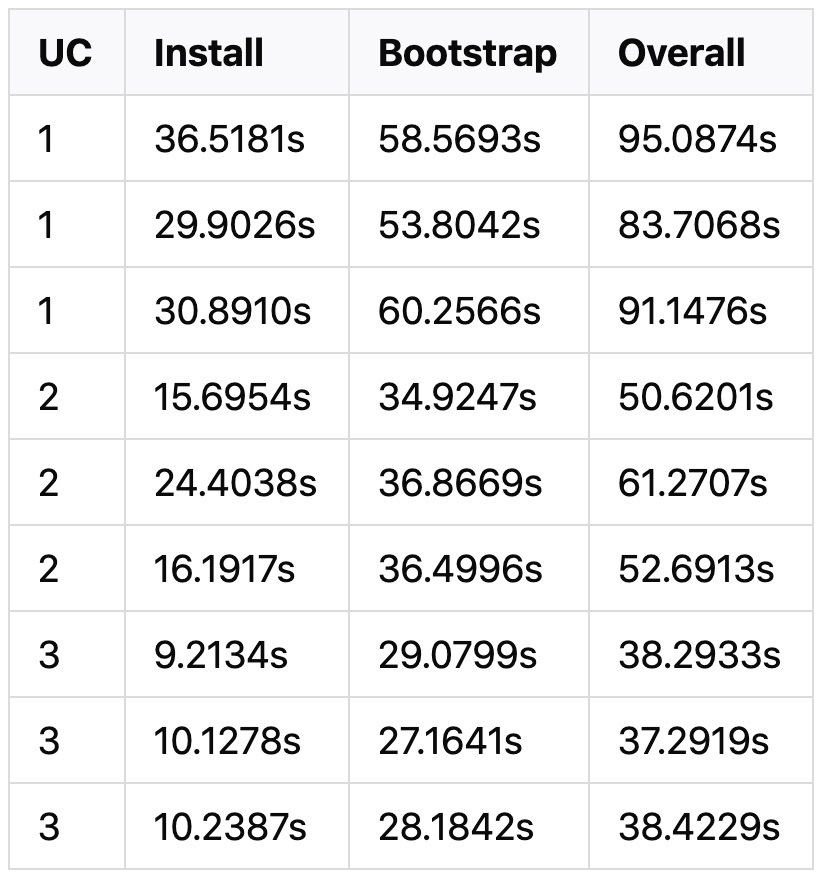 UC Install Bootstrap Overall
1 36.5181s 58.5693s 95.0874s
1 29.9026s 53.8042s 83.7068s
1 30.8910s 60.2566s 91.1476s
2 15.6954s 34.9247s 50.6201s
2 24.4038s 36.8669s 61.2707s
2 16.1917s 36.4996s 52.6913s
3 9.2134s 29.0799s 38.2933s
3 10.1278s 27.1641s 37.2919s
3 10.2387s 28.1842s 38.4229s